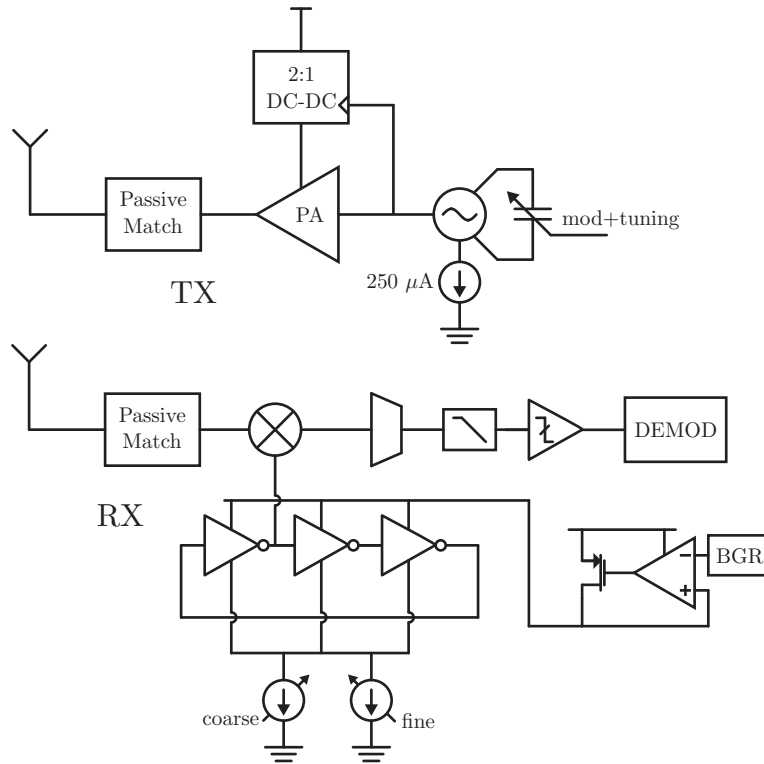 2:1
DC-DC
Passive
Match
PA
mod+tuning
250 μA
TX
Passive
Match
DEMOD
RX
BGR
coarse
fine